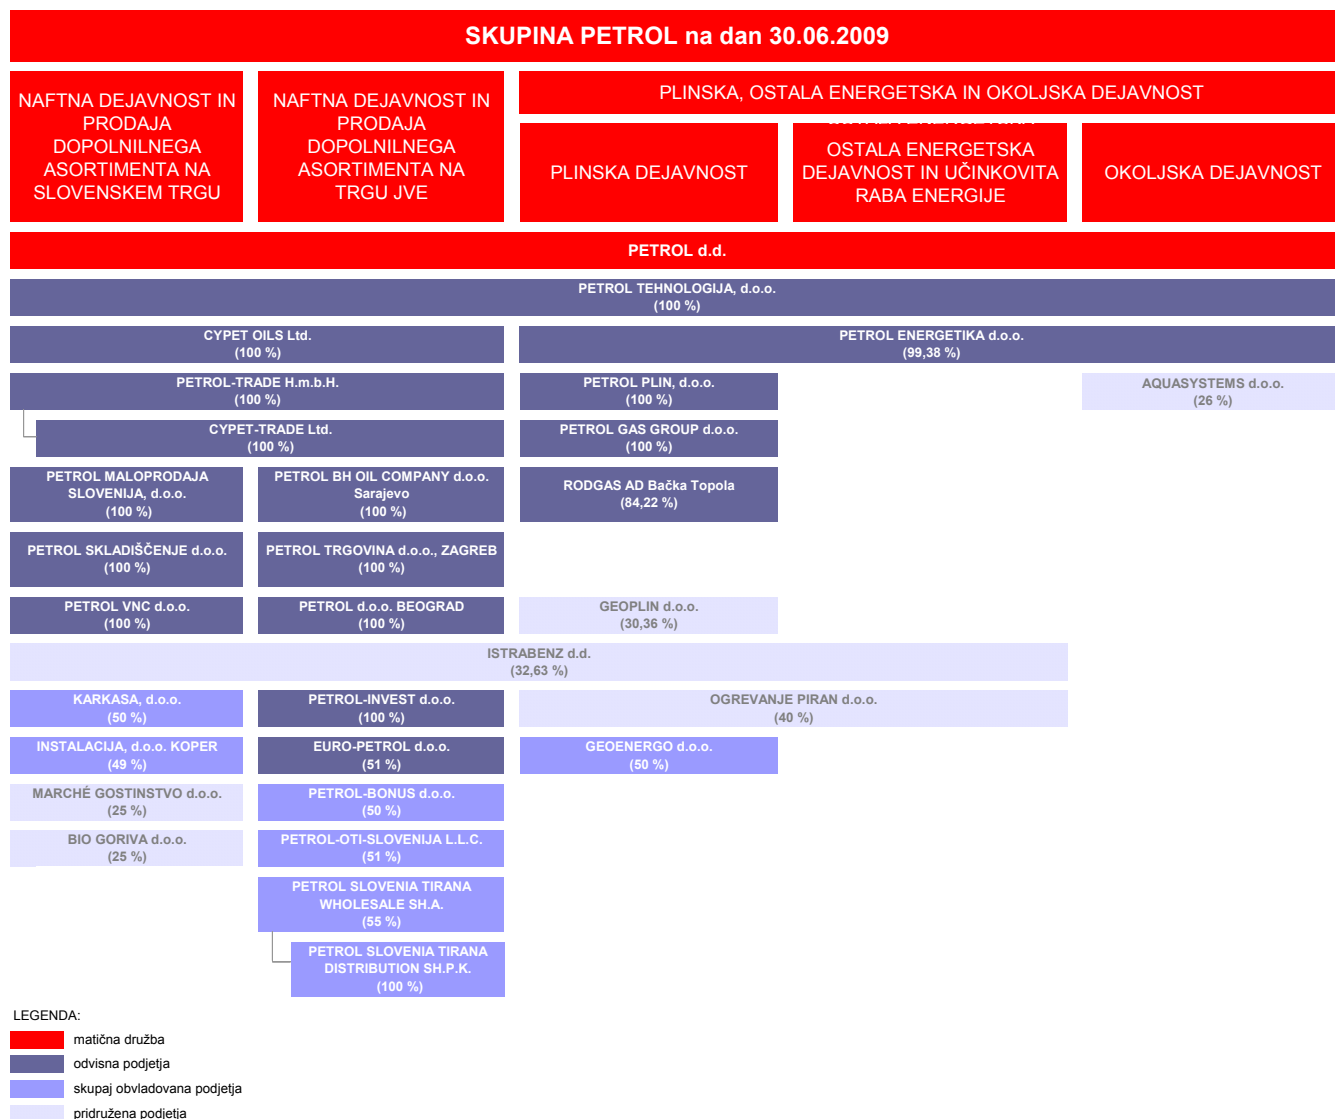 SKUPINA PETROL na dan 30.06.2009
NAFTNA DEJAVNOST IN
PRODAJA
DOPOLNILNEGA
ASORTIMENTA NA
SLOVENSKEM TRGU
NAFTNA DEJAVNOST IN
PRODAJA
DOPOLNILNEGA
ASORTIMENTA NA
TRGU JVE
PLINSKA, OSTALA ENERGETSKA IN OKOLJSKA DEJAVNOST
PLINSKA DEJAVNOST
OSTALA ENERGETSKA
DEJAVNOST IN UČINKOVITA
RABA ENERGIJE
OKOLJSKA DEJAVNOST
PETROL d.d.
PETROL TEHNOLOGIJA, d.o.o.
(100 %)
CYPET OILS Ltd.
(100 %)
PETROL ENERGETIKA d.o.o.
(99,38 %)
PETROL-TRADE H.m.b.H.
(100 %)
PETROL PLIN, d.o.o.
(100 %)
AQUASYSTEMS d.o.o.
(26 %)
CYPET-TRADE Ltd.
(100 %)
PETROL GAS GROUP d.o.o.
(100 %)
PETROL MALOPRODAJA
SLOVENIJA, d.o.o.
(100 %)
PETROL BH OIL COMPANY d.o.o.
Sarajevo
(100 %)
RODGAS AD Bačka Topola
(84,22 %)
PETROL SKLADIŠČENJE d.o.o.
(100 %)
PETROL TRGOVINA d.o.o., ZAGREB
(100 %)
PETROL VNC d.o.o.
(100 %)
PETROL d.o.o. BEOGRAD
(100 %)
GEOPLIN d.o.o.
(30,36 %)
ISTRABENZ d.d.
(32,63 %)
KARKASA, d.o.o.
(50 %)
PETROL-INVEST d.o.o.
(100 %)
OGREVANJE PIRAN d.o.o.
(40 %)
INSTALACIJA, d.o.o. KOPER
(49 %)
EURO-PETROL d.o.o.
(51 %)
GEOENERGO d.o.o.
(50 %)
MARCHÉ GOSTINSTVO d.o.o.
(25 %)
PETROL-BONUS d.o.o.
(50 %)
BIO GORIVA d.o.o.
(25 %)
PETROL-OTI-SLOVENIJA L.L.C.
(51 %)
PETROL SLOVENIA TIRANA
WHOLESALE SH.A.
(55 %)
PETROL SLOVENIA TIRANA
DISTRIBUTION SH.P.K.
(100 %)
LEGENDA:
matična družba
odvisna podjetja
skupaj obvladovana podjetja
pridružena podjetja